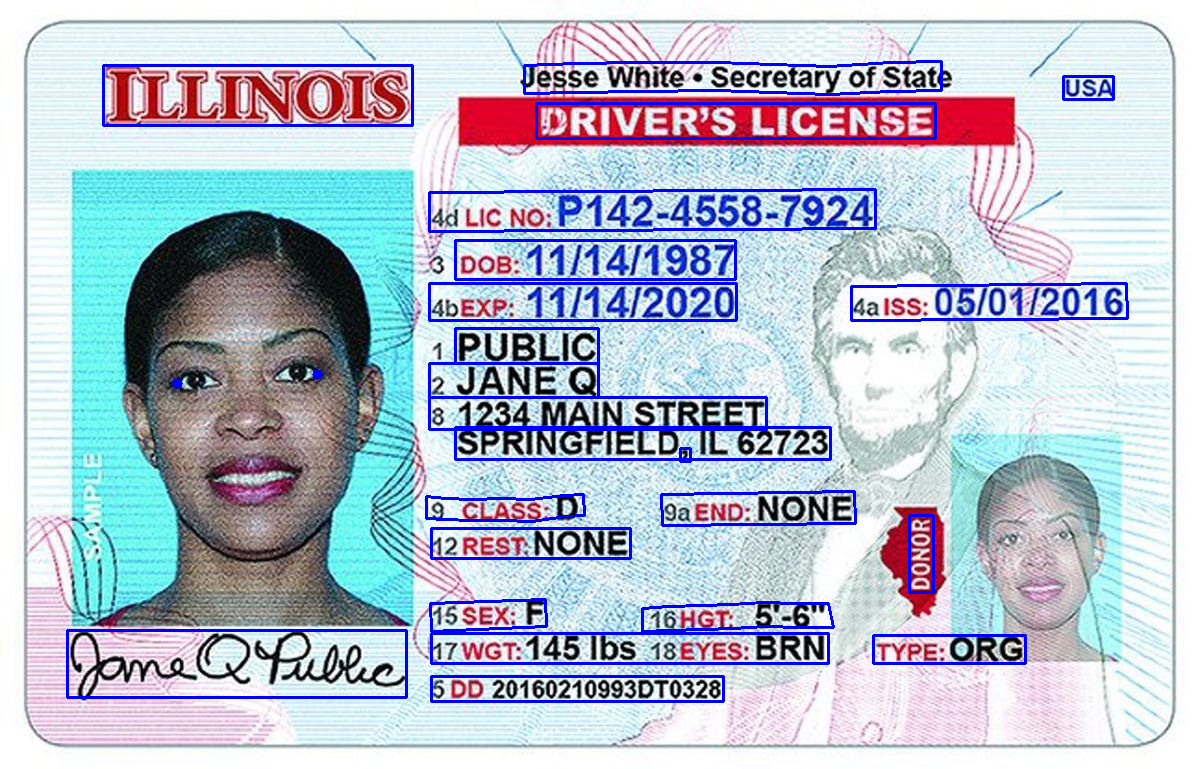 ILLINOIS
Jesse White • Secretary of State
USA
DRIVER'S LICENSE
4d LIC NO: P142-4558-7924
3 DOB: 11/14/1987
4b EXP: 11/14/2020
4a ISS: 05/01/2016
1 PUBLIC
2 JANE Q
8 1234 MAIN STREET
SPRINGFIELD, IL 62723
9 CLASS: D
9a END: NONE
12 REST: NONE
DONOR
15 SEX: F
16 HGT: 5'-6"
17 WGT: 145 lbs
18 EYES: BRN
TYPE: ORG
5 DD 20160210993DT0328
SAMPLE
Jane Q Public